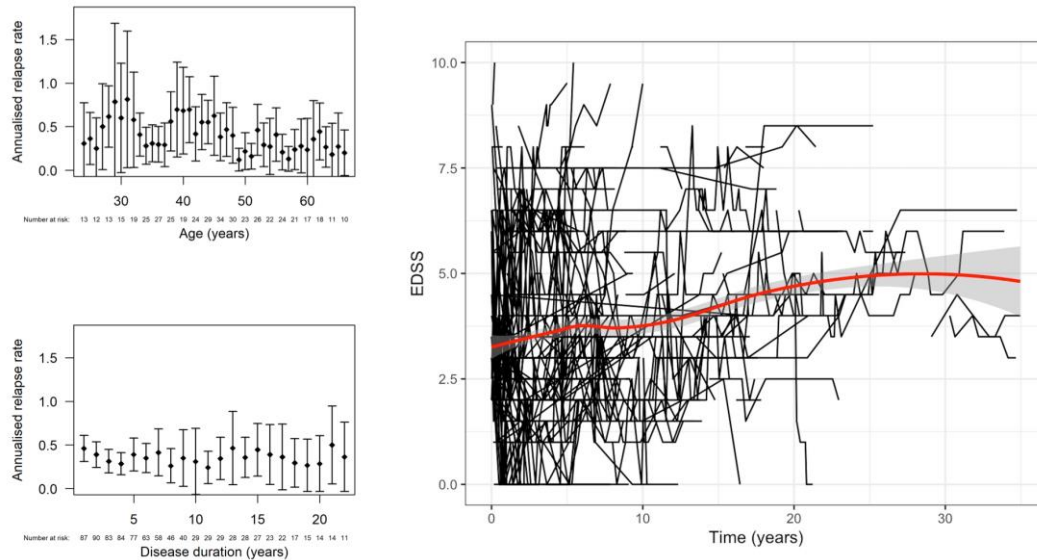 Annualised relapse rate
1.5
1.0
0.5
0.0
30 40 50 60
Number at risk: 13 12 13 15 19 25 27 25 19 24 29 34 30 23 26 22 24 21 17 18 11 10
Age (years)
Annualised relapse rate
1.5
1.0
0.5
0.0
5 10 15 20
Number at risk: 87 90 83 84 77 63 58 46 40 29 29 29 28 28 27 23 24 17 15 14 14 11
Disease duration (years)
EDSS
10.0
7.5
5.0
2.5
0.0
0 10 20 30
Time (years)